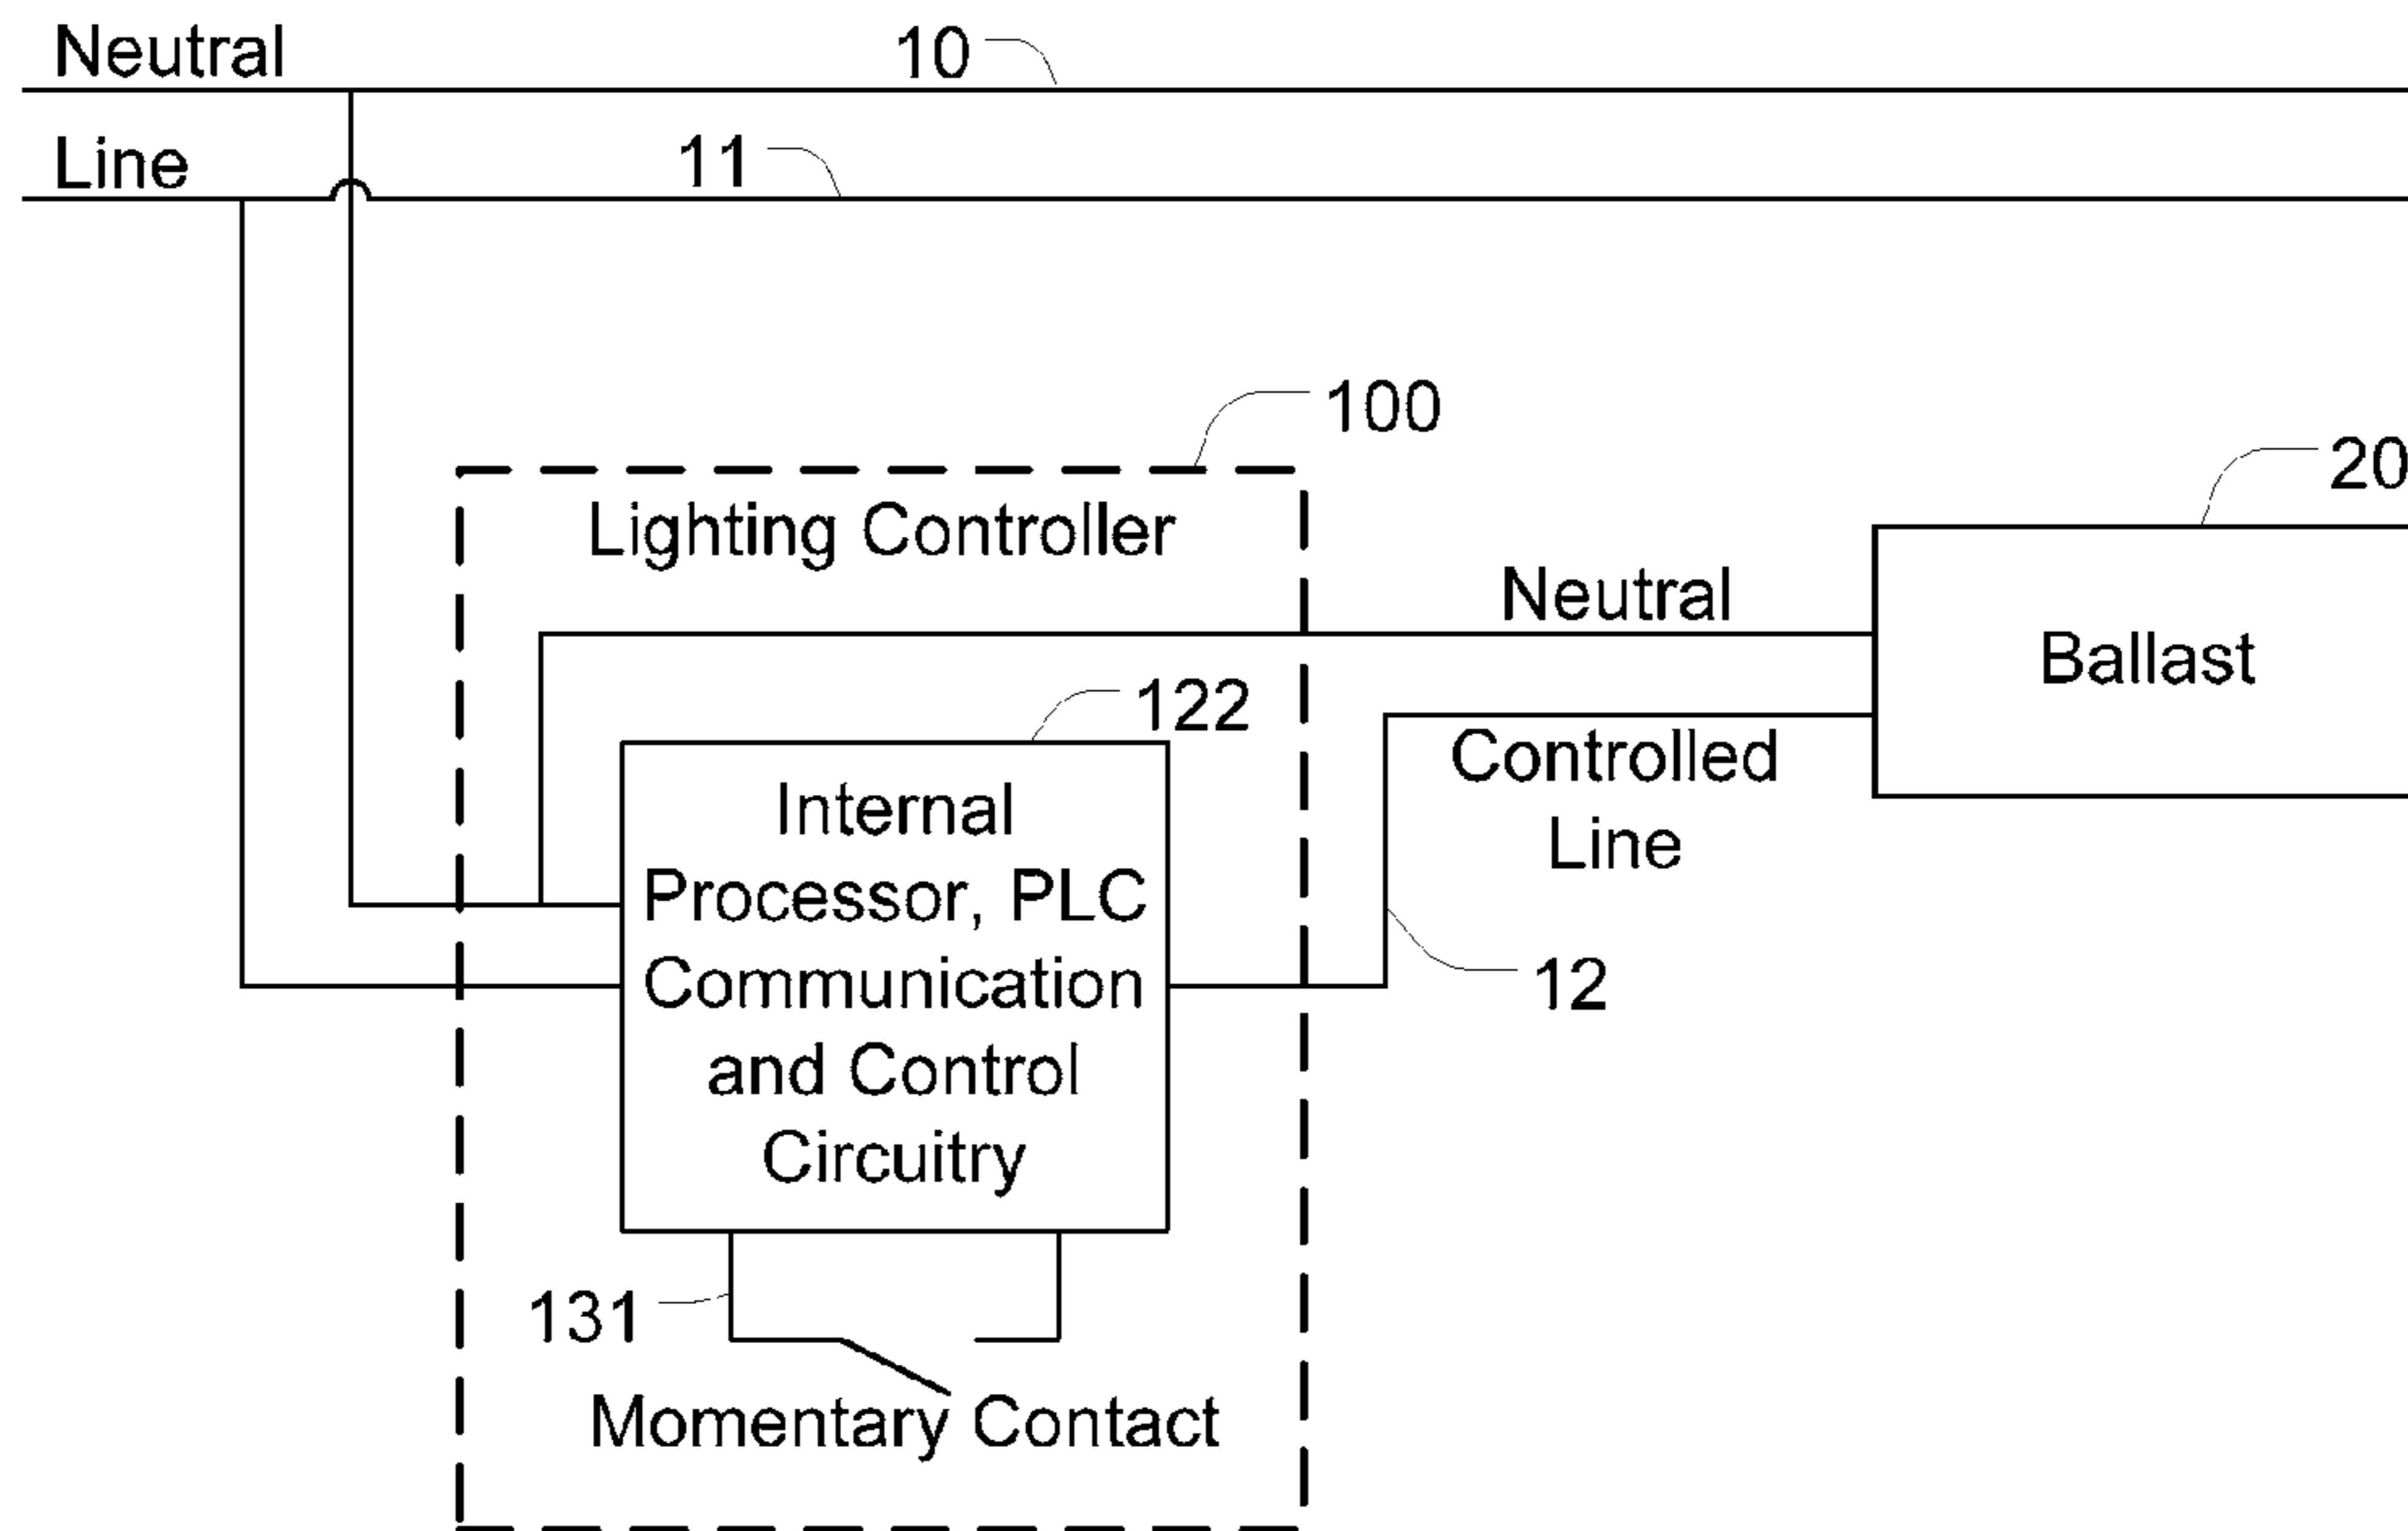 Neutral
10
Line
11
100
Lighting Controller
20
Neutral
Ballast
122
Controlled
Line
Internal
Processor, PLC
Communication
and Control
Circuitry
12
131
Momentary Contact